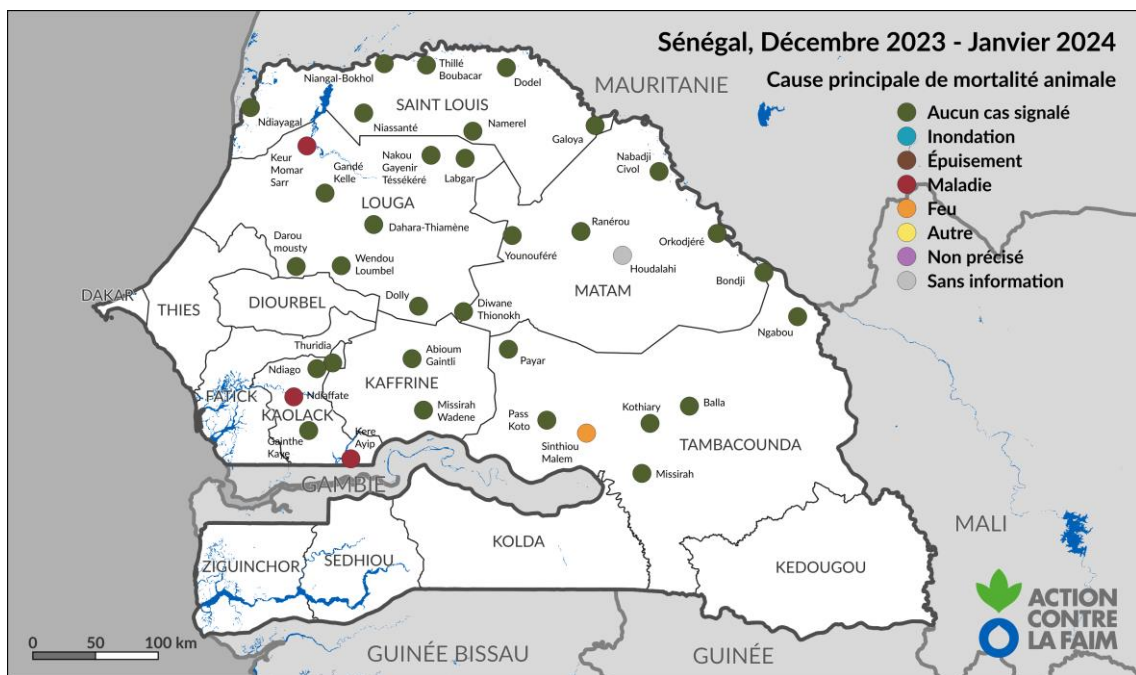 Sénégal, Décembre 2023 - Janvier 2024
Cause principale de mortalité animale
Aucun cas signalé
Inondation
Épuisement
Maladie
Feu
Autre
Non précisé
Sans information
MAURITANIE
Niangal-Bokhol
Thillé
Boubacar
Dodel
SAINT LOUIS
Ndiayagal
Niassanté
Namerel
Galoya
Keur
Momar
Sarr
Gandé
Kelle
Nakou
Gayenir
Téssékéré
Labgar
Nabadji
Civol
LOUGA
Dahara-Thiamène
Ranérou
Orkodjéré
Younouféré
Houdalahi
Darou
mousty
Wendou
Loumbel
Bondji
MATAM
DAKAR
THIES
DIOURBEL
Dolly
Diwane
Thionokh
Ngabou
Thuridia
Ndiago
Abioum
Gaintli
Payar
KAFFRINE
FATICK
Ndiaffate
KAOLACK
Missirah
Wadene
Balla
Pass
Koto
Kothiary
Gainthe
Kaye
Kere
Ayip
Sinthiou
Malem
TAMBACOUNDA
Missirah
GAMBIE
MALI
KOLDA
ZIGUINCHOR
SEDHIOU
KEDOUGOU
0 50 100 km
GUINÉE BISSAU
GUINÉE
ACTION
CONTRE
LA FAIM